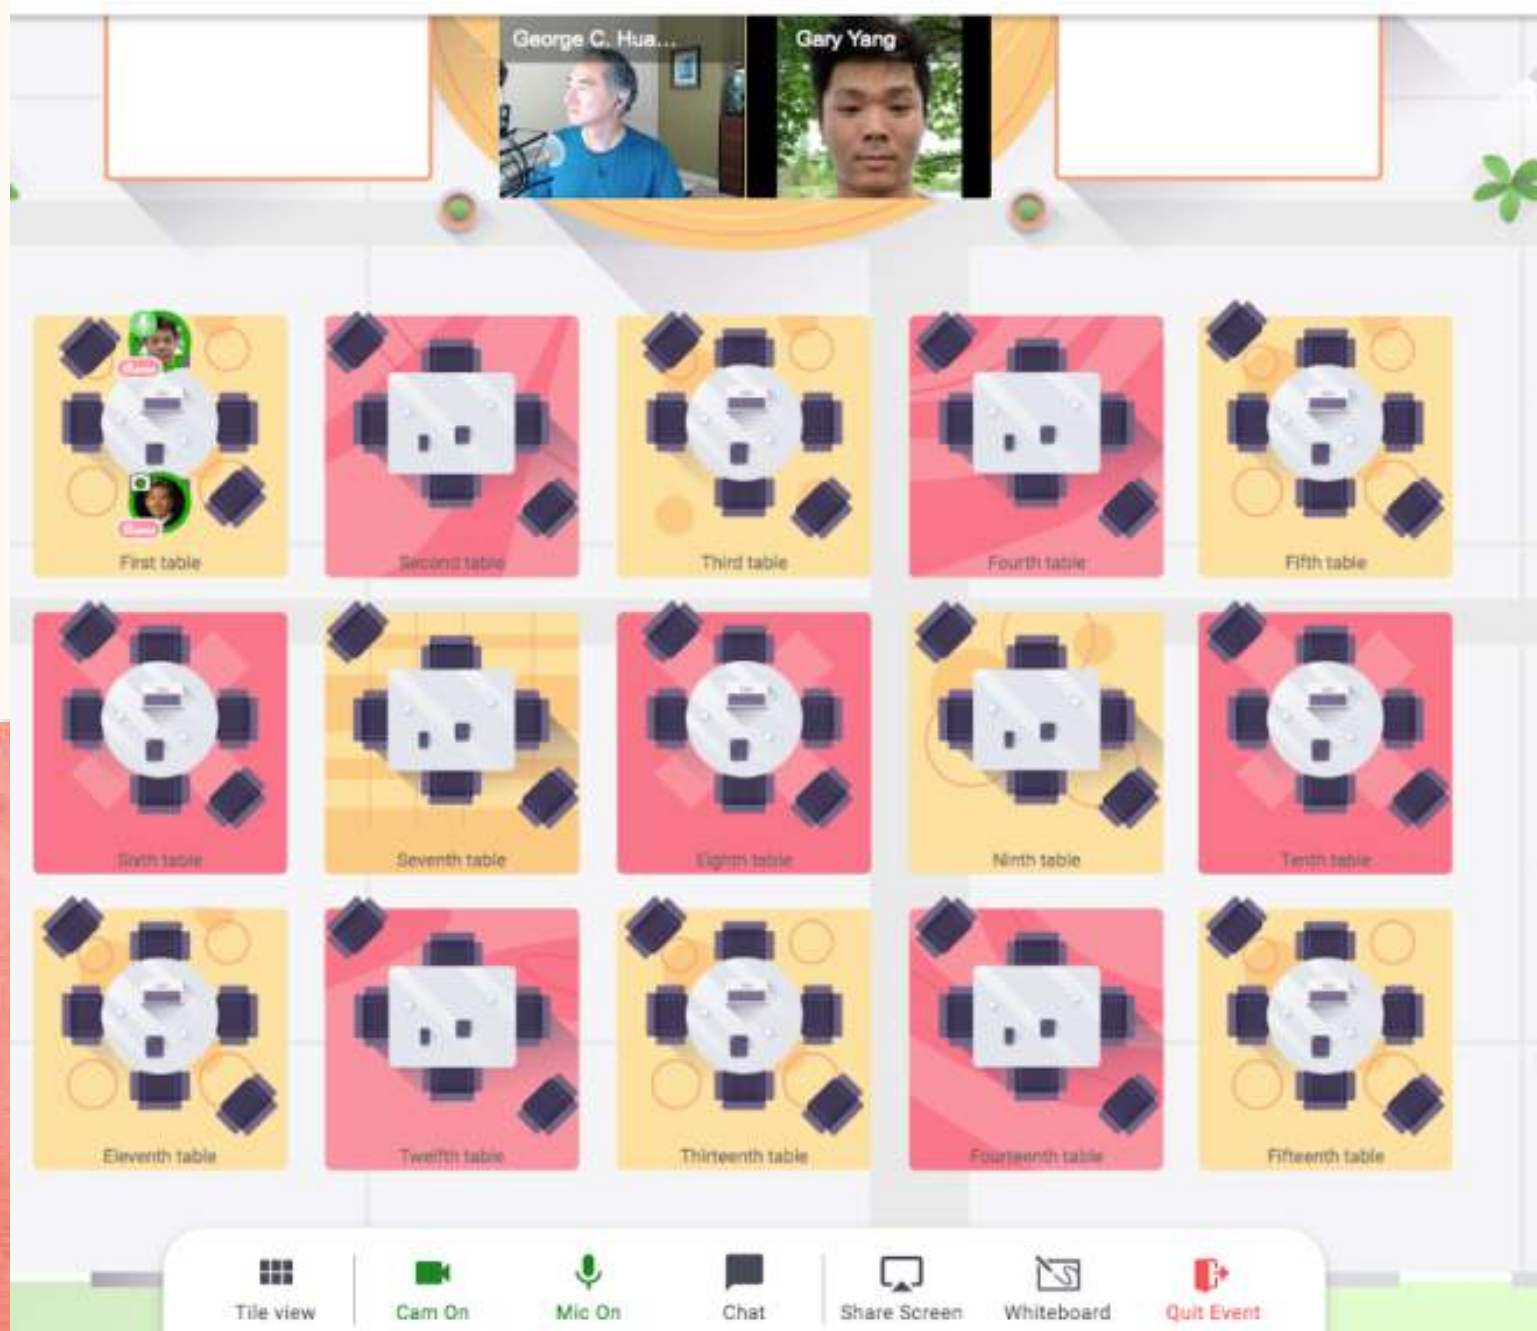 George C. Hua...
Gary Yang
First table
Second table
Third table
Fourth table
Fifth table
Sixth table
Seventh table
Eighth table
Ninth table
Tenth table
Eleventh table
Twelfth table
Thirteenth table
Fourteenth table
Fifteenth table
Tile view
Cam On
Mic On
Chat
Share Screen
Whiteboard
Quit Event